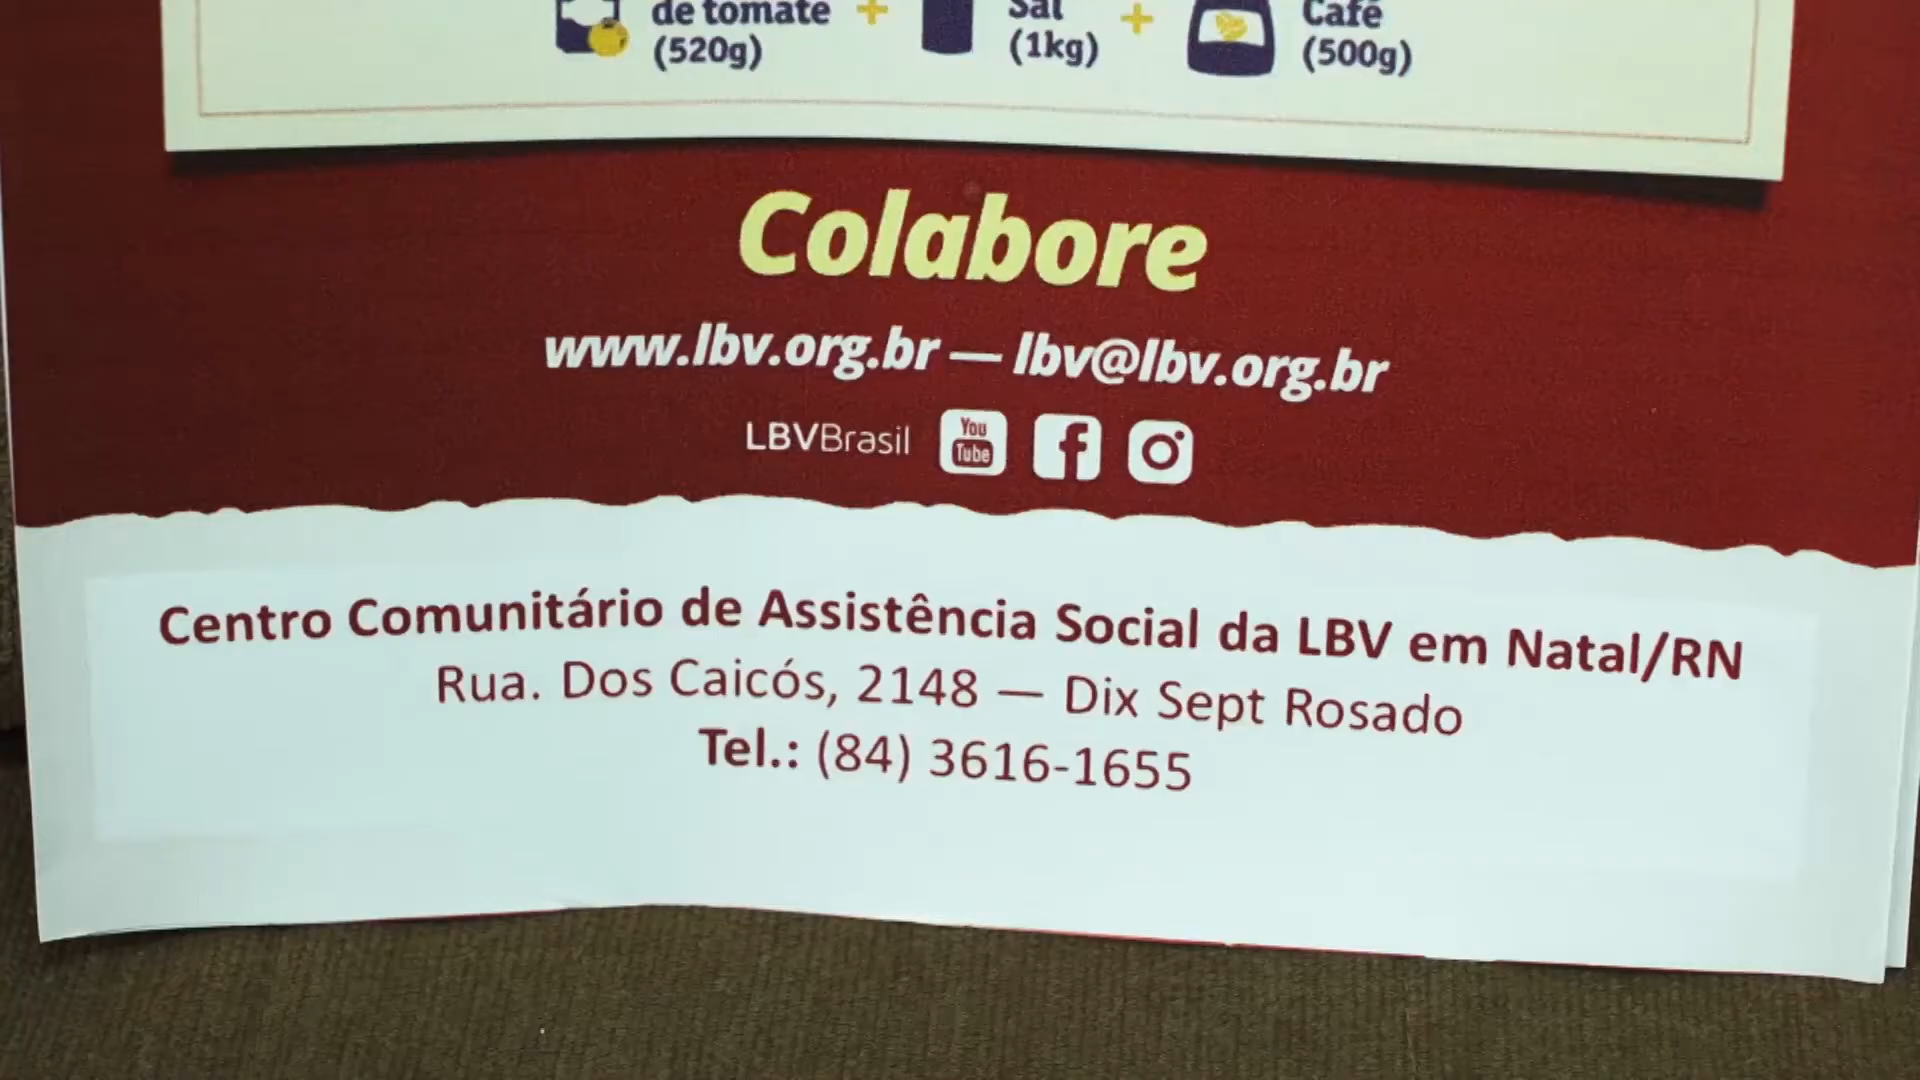 de tomate + Sal + Café
(520g) (1kg) (500g)
Colabore
www.lbv.org.br — lbv@lbv.org.br
LBVBrasil You Tube
Centro Comunitário de Assistência Social da LBV em Natal/RN
Rua. Dos Caicós, 2148 — Dix Sept Rosado
Tel.: (84) 3616-1655